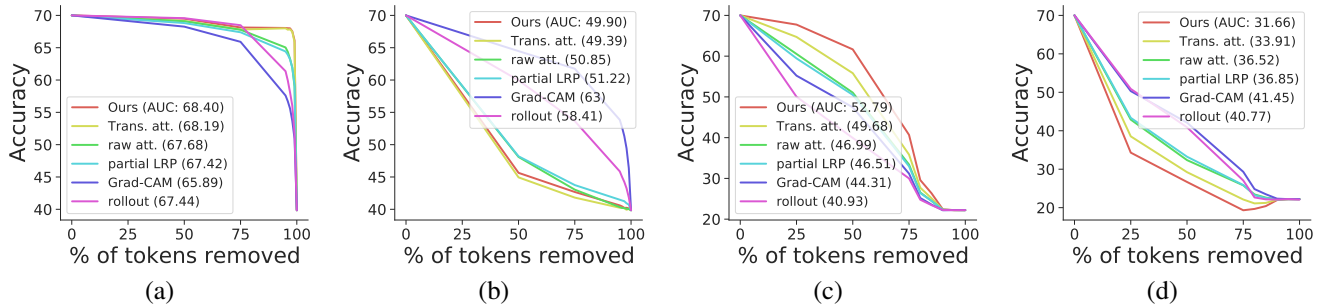 Accuracy
70
65
60
55
50
45
40
Ours (AUC: 68.40)
Trans. att. (68.19)
raw att. (67.68)
partial LRP (67.42)
Grad-CAM (65.89)
rollout (67.44)
0 25 50 75 100
% of tokens removed
(a)
Accuracy
70
65
60
55
50
45
40
Ours (AUC: 49.90)
Trans. att. (49.39)
raw att. (50.85)
partial LRP (51.22)
Grad-CAM (63)
rollout (58.41)
0 25 50 75 100
% of tokens removed
(b)
Accuracy
70
60
50
40
30
20
Ours (AUC: 52.79)
Trans. att. (49.68)
raw att. (46.99)
partial LRP (46.51)
Grad-CAM (44.31)
rollout (40.93)
0 25 50 75 100
% of tokens removed
(c)
Accuracy
70
60
50
40
30
20
Ours (AUC: 31.66)
Trans. att. (33.91)
raw att. (36.52)
partial LRP (36.85)
Grad-CAM (41.45)
rollout (40.77)
0 25 50 75 100
% of tokens removed
(d)